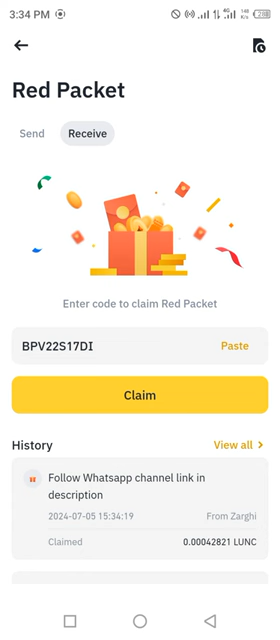 3:34 PM
Red Packet
Send Receive
Enter code to claim Red Packet
BPV22S17DI Paste
Claim
History View all
Follow Whatsapp channel link in
description
2024-07-05 15:34:19 From Zarghi
Claimed 0.00042821 LUNC